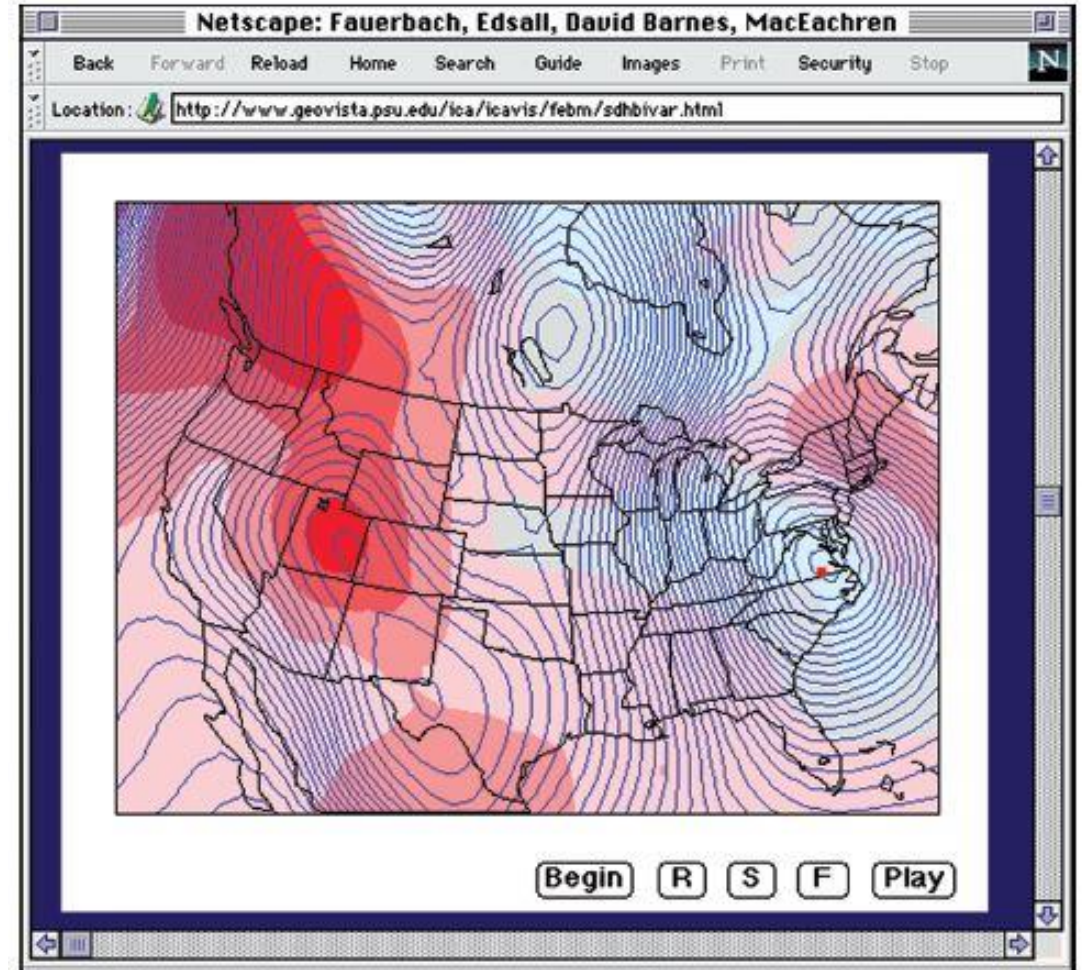 Netscape: Fauerbach, Edsall, David Barnes, MacEachren
Back Forward Reload Home Search Guide Images Print Security Stop N
Location: http://www.geovista.psu.edu/ica/icavis/febm/sdhbivar.html
Begin R S F Play